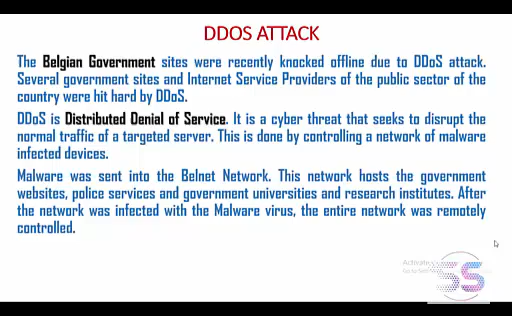 DDOS ATTACK
The Belgian Government sites were recently knocked offline due to DDoS attack.
Several government sites and Internet Service Providers of the public sector of the
country were hit hard by DDoS.
DDoS is Distributed Denial of Service. It is a cyber threat that seeks to disrupt the
normal traffic of a targeted server. This is done by controlling a network of malware
infected devices.
Malware was sent into the Belnet Network. This network hosts the government
websites, police services and government universities and research institutes. After
the network was infected with the Malware virus, the entire network was remotely
controlled.
SS